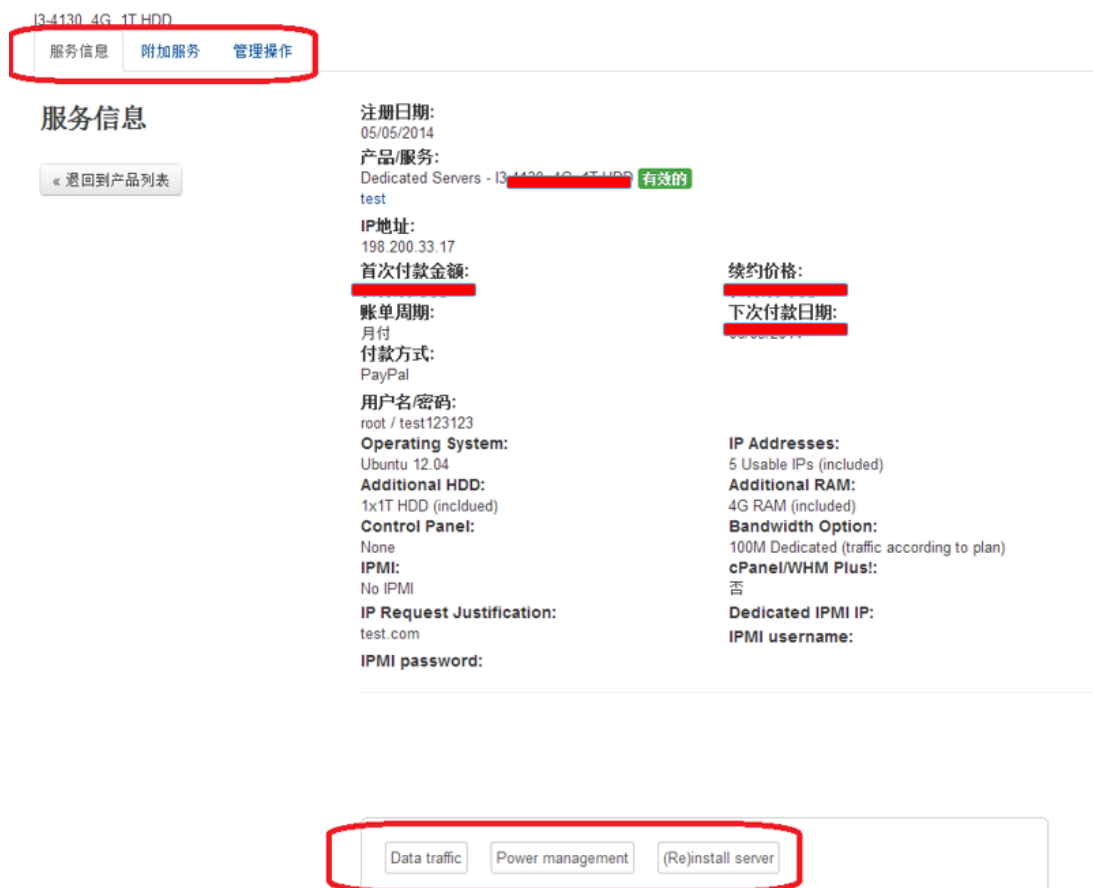 I3-4130 4G 1T HDD
服务信息 附加服务 管理操作
服务信息
« 退回到产品列表
注册日期:
05/05/2014
产品/服务:
Dedicated Servers - I3 有效的
test
IP地址:
198.200.33.17
首次付款金额: 续约价格:
账单周期: 下次付款日期:
月付
付款方式:
PayPal
用户名/密码:
root / test123123
Operating System: IP Addresses:
Ubuntu 12.04 5 Usable IPs (included)
Additional HDD: Additional RAM:
1x1T HDD (incldued) 4G RAM (included)
Control Panel: Bandwidth Option:
None 100M Dedicated (traffic according to plan)
IPMI: cPanel/WHM Plus!:
No IPMI 否
IP Request Justification: Dedicated IPMI IP:
test.com IPMI username:
IPMI password:
Data traffic Power management (Re)install server